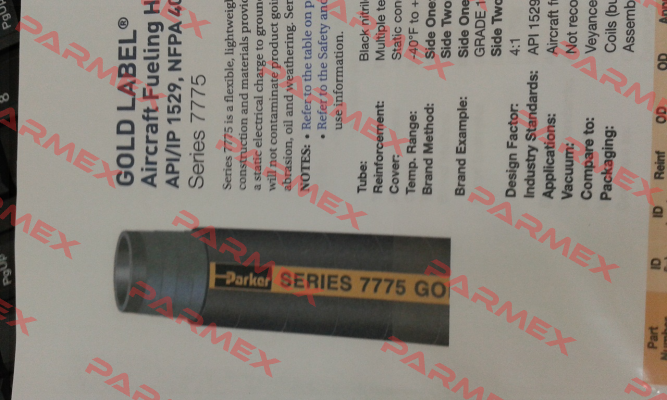 GOLD LABEL®
Aircraft Fueling H
API/IP 1529, NFPA 40
Series 7775
Series 7775 is a flexible, lightweigh
construction and materials provid
a static electrical charge to ground
will not contaminate product goin
abrasion, oil and weathering. Serv
NOTES: • Refer to the table on p
• Refer to the Safety and
use information.
Tube: Black nitril
Reinforcement: Multiple te
Cover: Static con
Temp. Range: -40°F to +
Brand Method: Side One:
Side Two
Brand Example: Side One
GRADE
Side Two
Design Factor: 4:1
Industry Standards: API 1529
Applications: Aircraft f
Vacuum: Not reco
Compare to: Veyance
Packaging: Coils (bu
Assemb
Part ID ID Reinf OD OD
Parker SERIES 7775 GO
PgUp
8
PARMEX